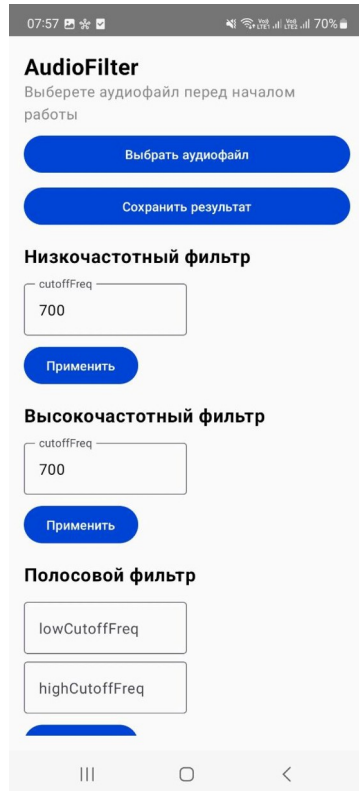 07:57 70%
AudioFilter
Выберете аудиофайл перед началом
работы
Выбрать аудиофайл
Сохранить результат
Низкочастотный фильтр
cutoffFreq
700
Применить
Высокочастотный фильтр
cutoffFreq
700
Применить
Полосовой фильтр
lowCutoffFreq
highCutoffFreq